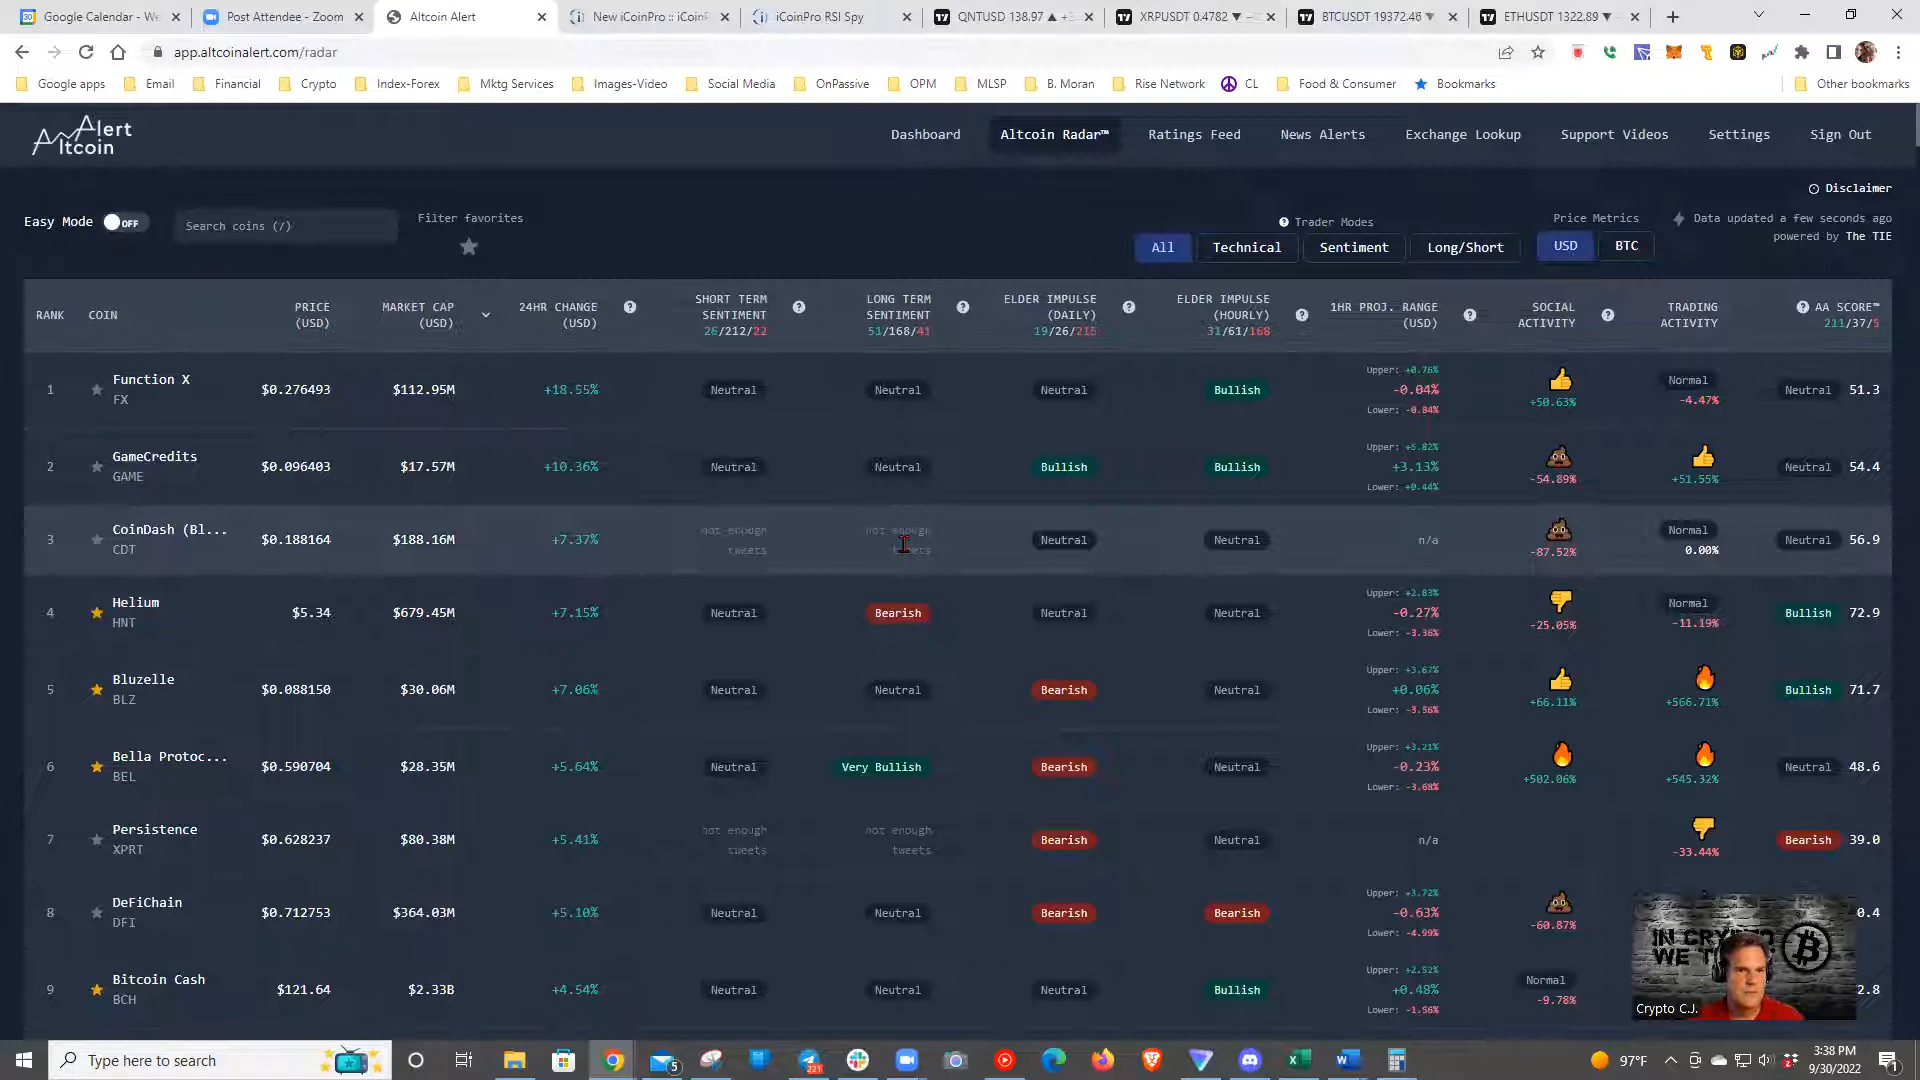 Google Calendar - We
Post Attendee - Zoom
Altcoin Alert
New iCoinPro :: iCoinP
iCoinPro RSI Spy
QNTUSD 138.97 ▲ +
XRPUSDT 0.4782 ▼ −
BTCUSDT 19372.46 ▼
ETHUSDT 1322.89 ▼
app.altcoinalert.com/radar
Google apps
Email
Financial
Crypto
Index-Forex
Mktg Services
Images-Video
Social Media
OnPassive
OPM
MLSP
B. Moran
Rise Network
CL
Food & Consumer
Bookmarks
Other bookmarks
Alert
Altcoin
Dashboard
Altcoin Radar™
Ratings Feed
News Alerts
Exchange Lookup
Support Videos
Settings
Sign Out
Disclaimer
Easy Mode OFF
Search coins (/)
Filter favorites
Trader Modes
All
Technical
Sentiment
Long/Short
Price Metrics
USD
BTC
Data updated a few seconds ago
powered by The TIE
RANK
COIN
PRICE
(USD)
MARKET CAP
(USD)
24HR CHANGE
(USD)
SHORT TERM
SENTIMENT
26/212/22
LONG TERM
SENTIMENT
51/168/41
ELDER IMPULSE
(DAILY)
19/26/215
ELDER IMPULSE
(HOURLY)
31/61/168
1HR PROJ. RANGE
(USD)
SOCIAL
ACTIVITY
TRADING
ACTIVITY
AA SCORE™
211/37/5
1 Function X FX $0.276493 $112.95M +18.55% Neutral Neutral Neutral Bullish
Upper: +0.76%
-0.04%
Lower: -0.84%
+50.63%
Normal
-4.47%
Neutral 51.3
2 GameCredits GAME $0.096403 $17.57M +10.36% Neutral Neutral Bullish Bullish
Upper: +5.82%
+3.13%
Lower: +0.44%
-54.89%
+51.55%
Neutral 54.4
3 CoinDash (Bl... CDT $0.188164 $188.16M +7.37%
not enough
tweets
not enough
tweets
Neutral Neutral n/a
-87.52%
Normal
0.00%
Neutral 56.9
4 Helium HNT $5.34 $679.45M +7.15% Neutral Bearish Neutral Neutral
Upper: +2.83%
-0.27%
Lower: -3.36%
-25.05%
Normal
-11.19%
Bullish 72.9
5 Bluzelle BLZ $0.088150 $30.06M +7.06% Neutral Neutral Bearish Neutral
Upper: +3.67%
+0.06%
Lower: -3.56%
+66.11%
+566.71%
Bullish 71.7
6 Bella Protoc... BEL $0.590704 $28.35M +5.64% Neutral Very Bullish Bearish Neutral
Upper: +3.21%
-0.23%
Lower: -3.68%
+502.06%
+545.32%
Neutral 48.6
7 Persistence XPRT $0.628237 $80.38M +5.41%
not enough
tweets
not enough
tweets
Bearish Neutral n/a
-33.44%
Bearish 39.0
8 DeFiChain DFI $0.712753 $364.03M +5.10% Neutral Neutral Bearish Bearish
Upper: +3.72%
-0.63%
Lower: -4.99%
-60.87%
0.4
9 Bitcoin Cash BCH $121.64 $2.33B +4.54% Neutral Neutral Neutral Bullish
Upper: +2.52%
+0.48%
Lower: -1.56%
Normal
-9.78%
2.8
IN CRYPTO
WE T
Crypto C.J.
Type here to search
5
221
97°F
3:38 PM
9/30/2022
1